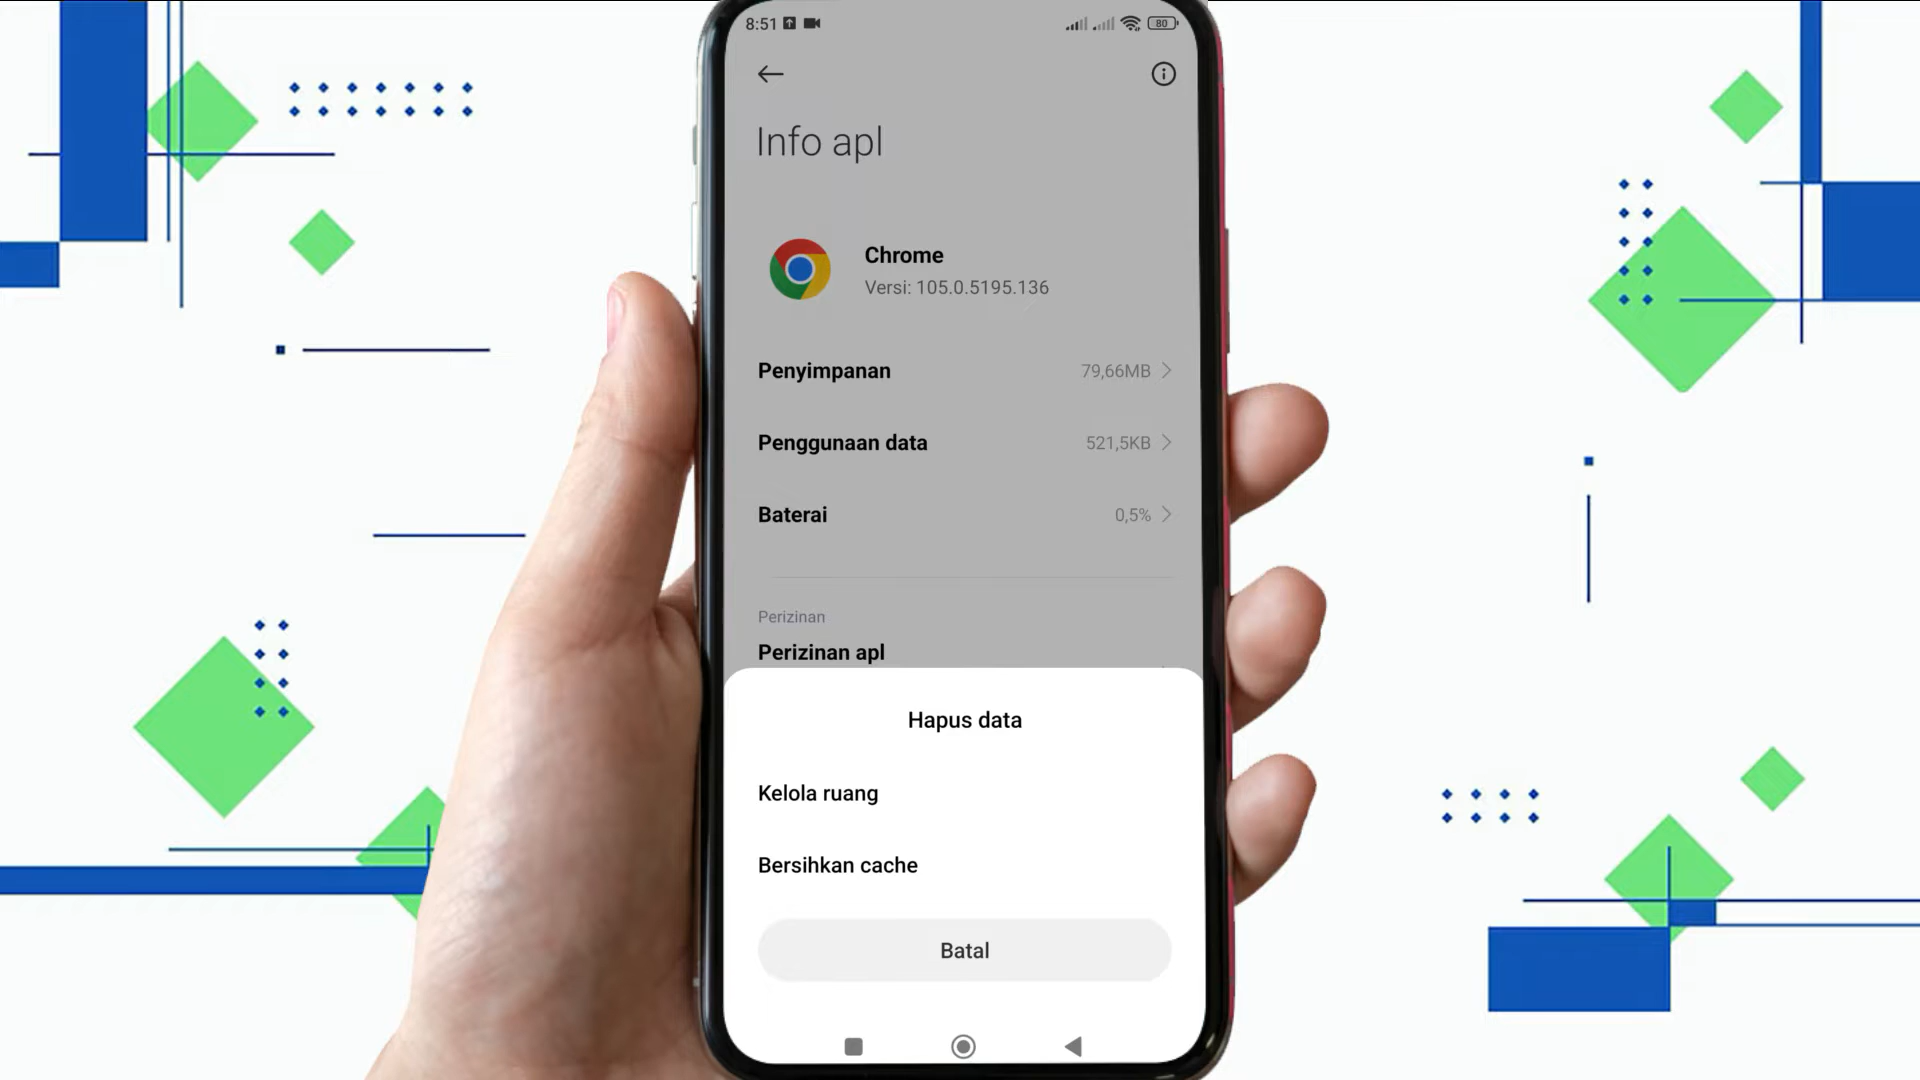 8:51
80
Info apl
Chrome
Versi: 105.0.5195.136
Penyimpanan 79,66MB
Penggunaan data 521,5KB
Baterai 0,5%
Perizinan
Perizinan apl
Hapus data
Kelola ruang
Bersihkan cache
Batal